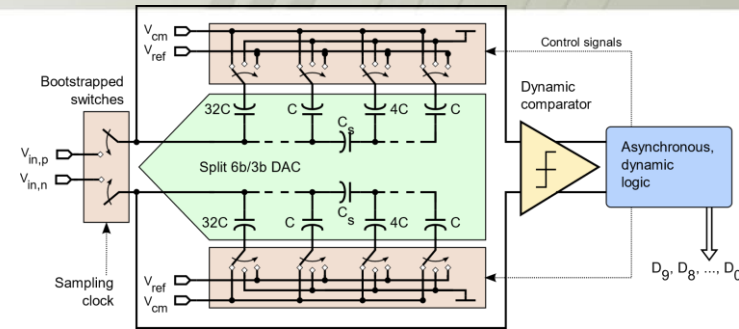 Vcm
Vref
Control signals
Bootstrapped
switches
Dynamic
comparator
32C
C
4C
C
Cs
Vin,p
Vin,n
Split 6b/3b DAC
Asynchronous,
dynamic
logic
Cs
32C
C
4C
C
Sampling
clock
Vref
Vcm
D9, D8, ..., D0